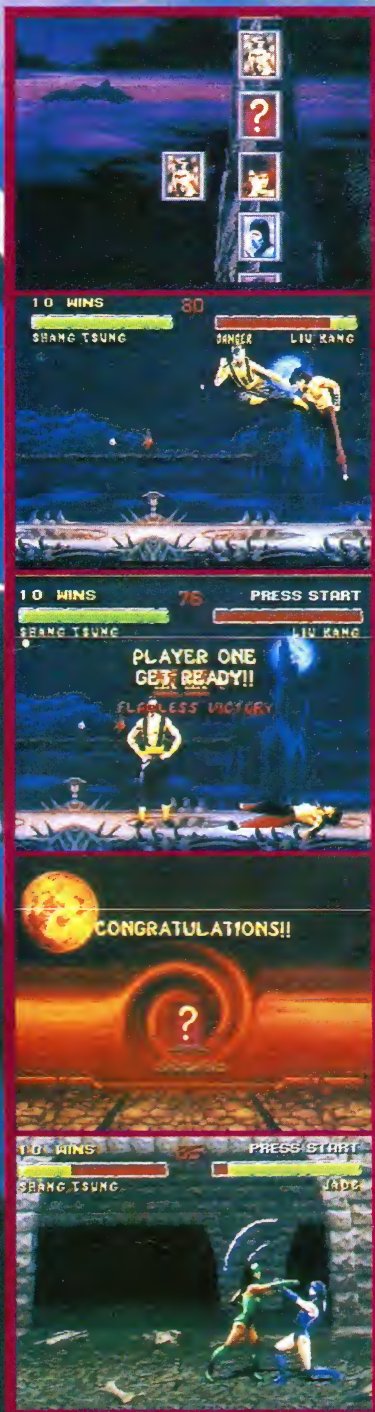 ?
10 WINS 80
SHANG TSUNG DANGER LIU KANG
10 WINS 76 PRESS START
SHANG TSUNG LIU KANG
PLAYER ONE
GET READY!!
FLAWLESS VICTORY
CONGRATULATIONS!!
?
10 WINS PRESS START
SHANG TSUNG JADE